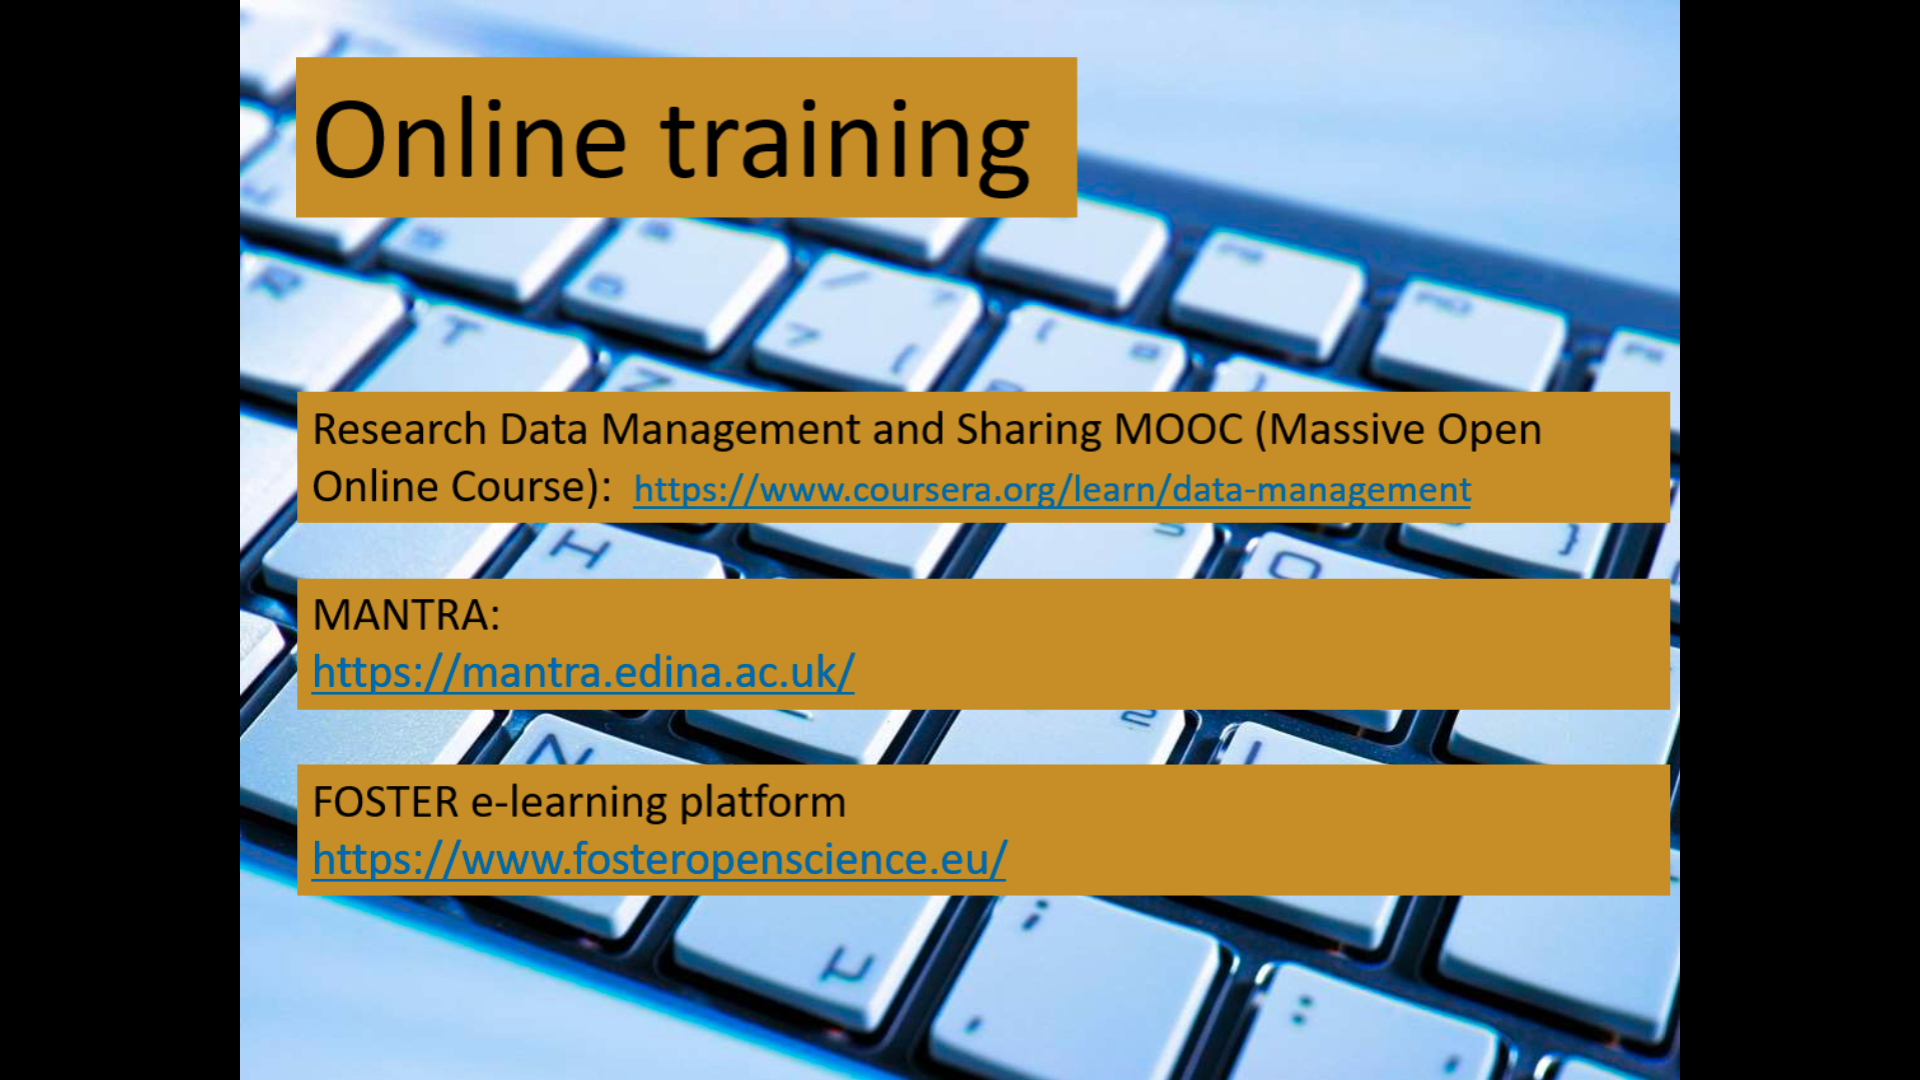 Online training
Research Data Management and Sharing MOOC (Massive Open
Online Course): https://www.coursera.org/learn/data-management
MANTRA:
https://mantra.edina.ac.uk/
FOSTER e-learning platform
https://www.fosteropenscience.eu/